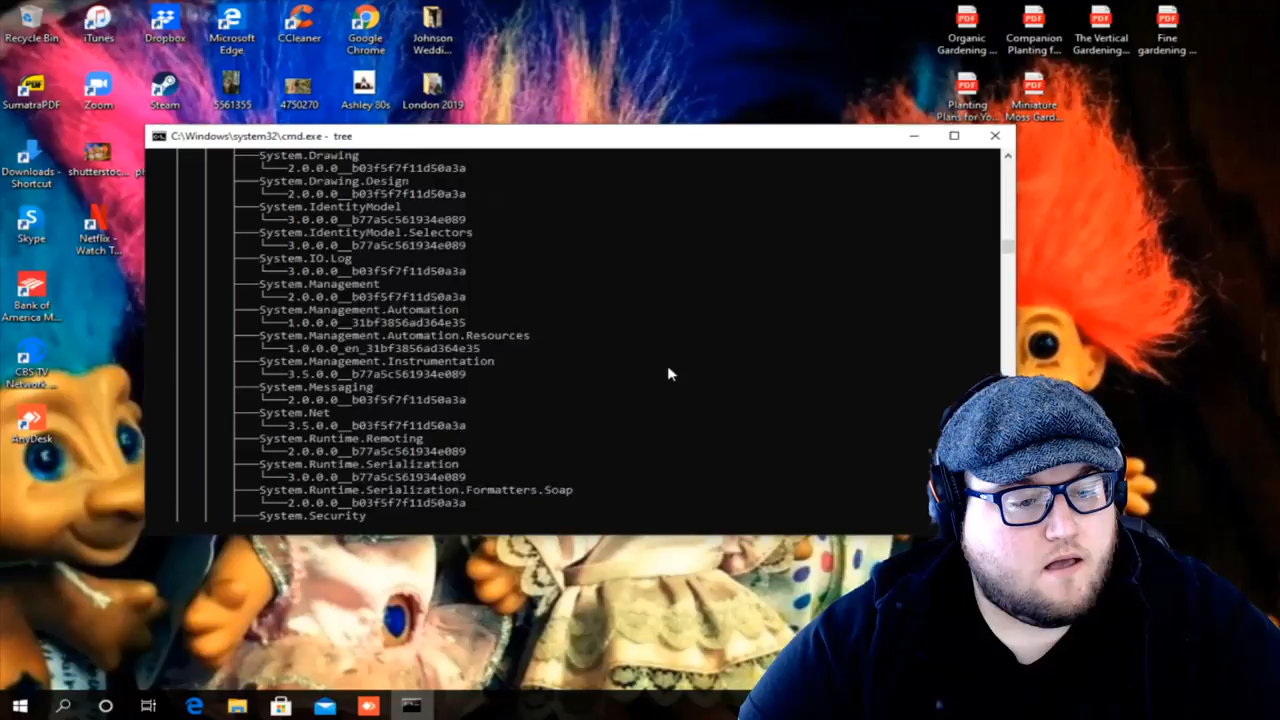 Recycle Bin
iTunes
Dropbox
Microsoft
Edge
CCleaner
Google
Chrome
Johnson
Weddi...
Organic
Gardening ...
Companion
Planting f...
The Vertical
Gardening...
Fine
gardening ...
SumatraPDF
Zoom
Steam
5561355
4750270
Ashley 80s
London 2019
Planting
Plans for Yo...
Miniature
Moss Gard...
Downloads -
Shortcut
shutterstoc...
Skype
Netflix -
Watch T...
Bank of
America M...
CBS TV
Network ...
AnyDesk
C:\Windows\system32\cmd.exe - tree
System.Drawing
2.0.0.0__b03f5f7f11d50a3a
System.Drawing.Design
2.0.0.0__b03f5f7f11d50a3a
System.IdentityModel
3.0.0.0__b77a5c561934e089
System.IdentityModel.Selectors
3.0.0.0__b77a5c561934e089
System.IO.Log
3.0.0.0__b03f5f7f11d50a3a
System.Management
2.0.0.0__b03f5f7f11d50a3a
System.Management.Automation
1.0.0.0__31bf3856ad364e35
System.Management.Automation.Resources
1.0.0.0_en_31bf3856ad364e35
System.Management.Instrumentation
3.5.0.0__b77a5c561934e089
System.Messaging
2.0.0.0__b03f5f7f11d50a3a
System.Net
3.5.0.0__b03f5f7f11d50a3a
System.Runtime.Remoting
2.0.0.0__b77a5c561934e089
System.Runtime.Serialization
3.0.0.0__b77a5c561934e089
System.Runtime.Serialization.Formatters.Soap
2.0.0.0__b03f5f7f11d50a3a
System.Security